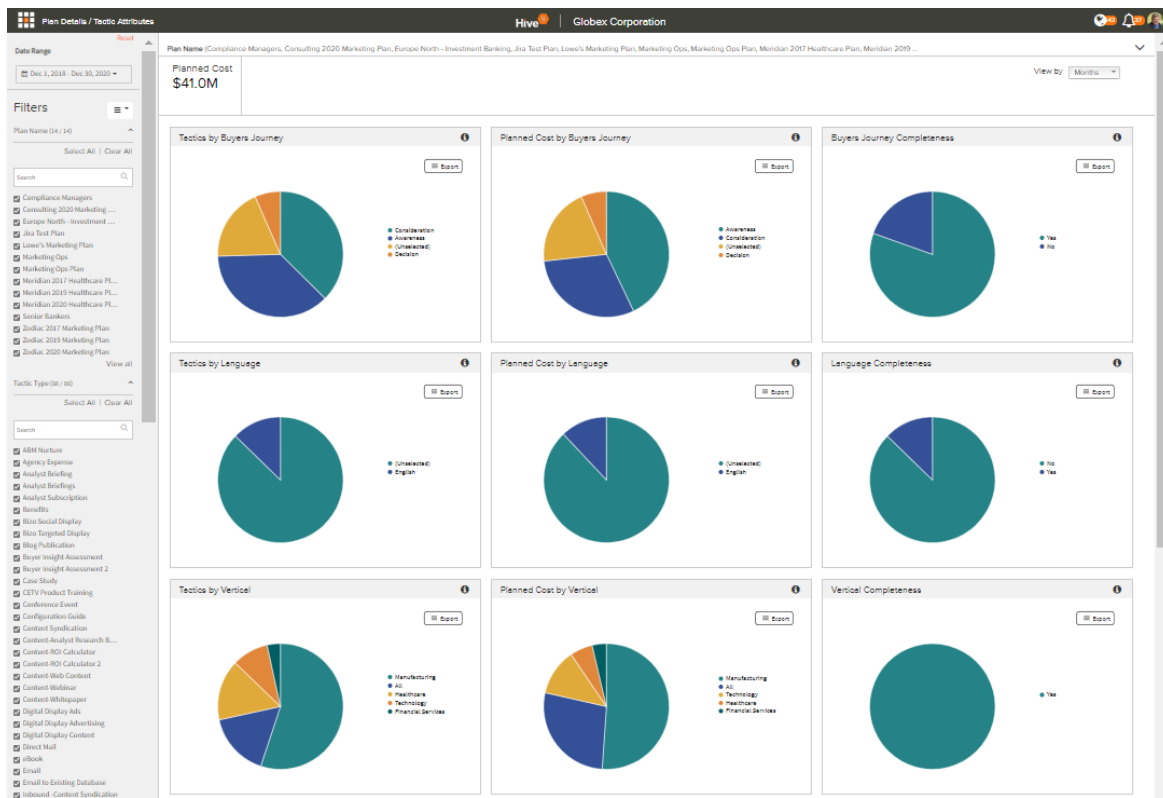 Plan Details / Tactic Attributes
Hive9
Globex Corporation
Reset
Date Range
Dec 1, 2018 - Dec 30, 2020
Filters
Plan Name (14 / 14)
Select All | Clear All
Search
Compliance Managers
Consulting 2020 Marketing ...
Europe North - Investment ...
Jira Test Plan
Lowe's Marketing Plan
Marketing Ops
Marketing Ops Plan
Meridian 2017 Healthcare Pl...
Meridian 2019 Healthcare Pl...
Meridian 2020 Healthcare Pl...
Senior Bankers
Zodiac 2017 Marketing Plan
Zodiac 2019 Marketing Plan
Zodiac 2020 Marketing Plan
View all
Tactic Type
Select All | Clear All
Search
ABM Nurture
Agency Expense
Analyst Briefing
Analyst Briefings
Analyst Subscription
Benefits
Bizo Social Display
Bizo Targeted Display
Blog Publication
Buyer Insight Assessment
Buyer Insight Assessment 2
Case Study
CETV Product Training
Conference Event
Configuration Guide
Content Syndication
Content-Analyst Research B...
Content-ROI Calculator
Content-ROI Calculator 2
Content-Web Content
Content-Webinar
Content-Whitepaper
Digital Display Ads
Digital Display Advertising
Digital Display Content
Direct Mail
eBook
Email
Email to Existing Database
Inbound -Content Syndication
Plan Name (Compliance Managers, Consulting 2020 Marketing Plan, Europe North - Investment Banking, Jira Test Plan, Lowe's Marketing Plan, Marketing Ops, Marketing Ops Plan, Meridian 2017 Healthcare Plan, Meridian 2019 ...
Planned Cost
$41.0M
View by
Months
Tactics by Buyers Journey
Export
Consideration
Awareness
(Unselected)
Decision
Planned Cost by Buyers Journey
Export
Awareness
Consideration
(Unselected)
Decision
Buyers Journey Completeness
Export
Yes
No
Tactics by Language
Export
(Unselected)
English
Planned Cost by Language
Export
(Unselected)
English
Language Completeness
Export
No
Yes
Tactics by Vertical
Export
Manufacturing
All
Healthcare
Technology
Financial Services
Planned Cost by Vertical
Export
Manufacturing
All
Technology
Healthcare
Financial Services
Vertical Completeness
Export
Yes